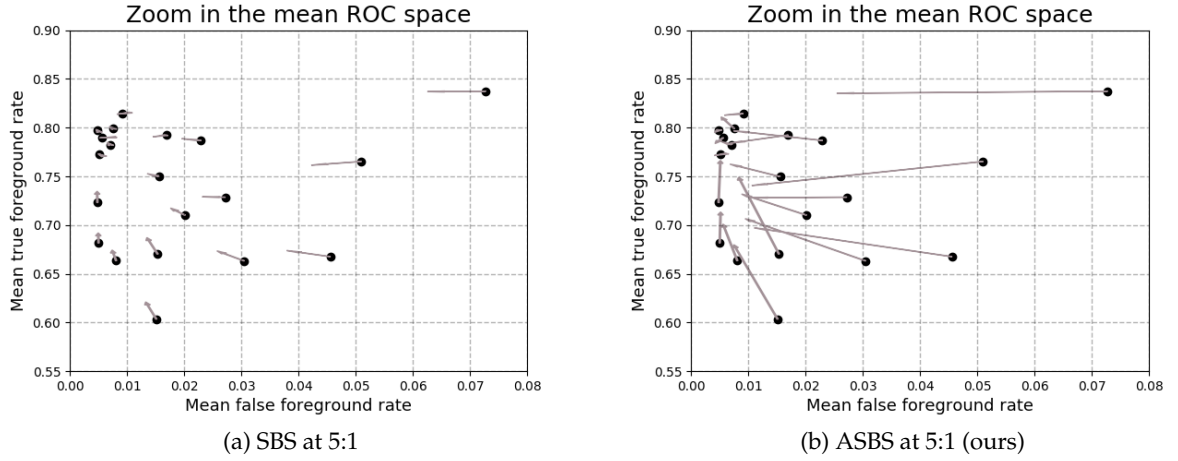 Zoom in the mean ROC space
0.90
0.85
0.80
0.75
0.70
0.65
0.60
0.55
Mean true foreground rate
0.00 0.01 0.02 0.03 0.04 0.05 0.06 0.07 0.08
Mean false foreground rate
(a) SBS at 5:1
Zoom in the mean ROC space
0.90
0.85
0.80
0.75
0.70
0.65
0.60
0.55
Mean true foreground rate
0.00 0.01 0.02 0.03 0.04 0.05 0.06 0.07 0.08
Mean false foreground rate
(b) ASBS at 5:1 (ours)